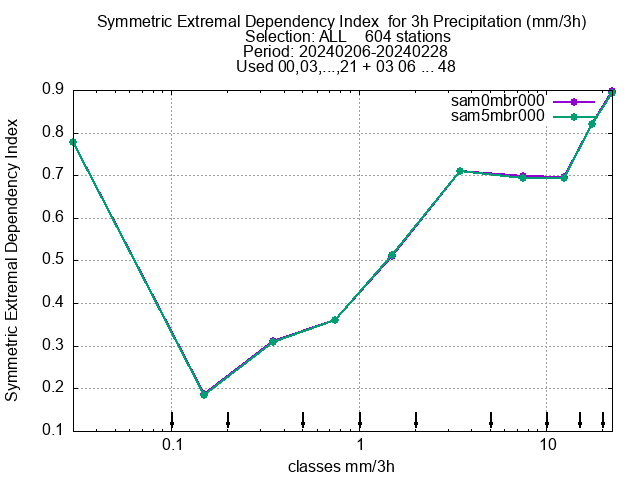 Symmetric Extremal Dependency Index  for 3h Precipitation (mm/3h)
Selection: ALL    604 stations
Period: 20240206-20240228
Used 00,03,...,21 + 03 06 ... 48
sam0mbr000
sam5mbr000
Symmetric Extremal Dependency Index
0.9
0.8
0.7
0.6
0.5
0.4
0.3
0.2
0.1
0.1 1 10
classes mm/3h